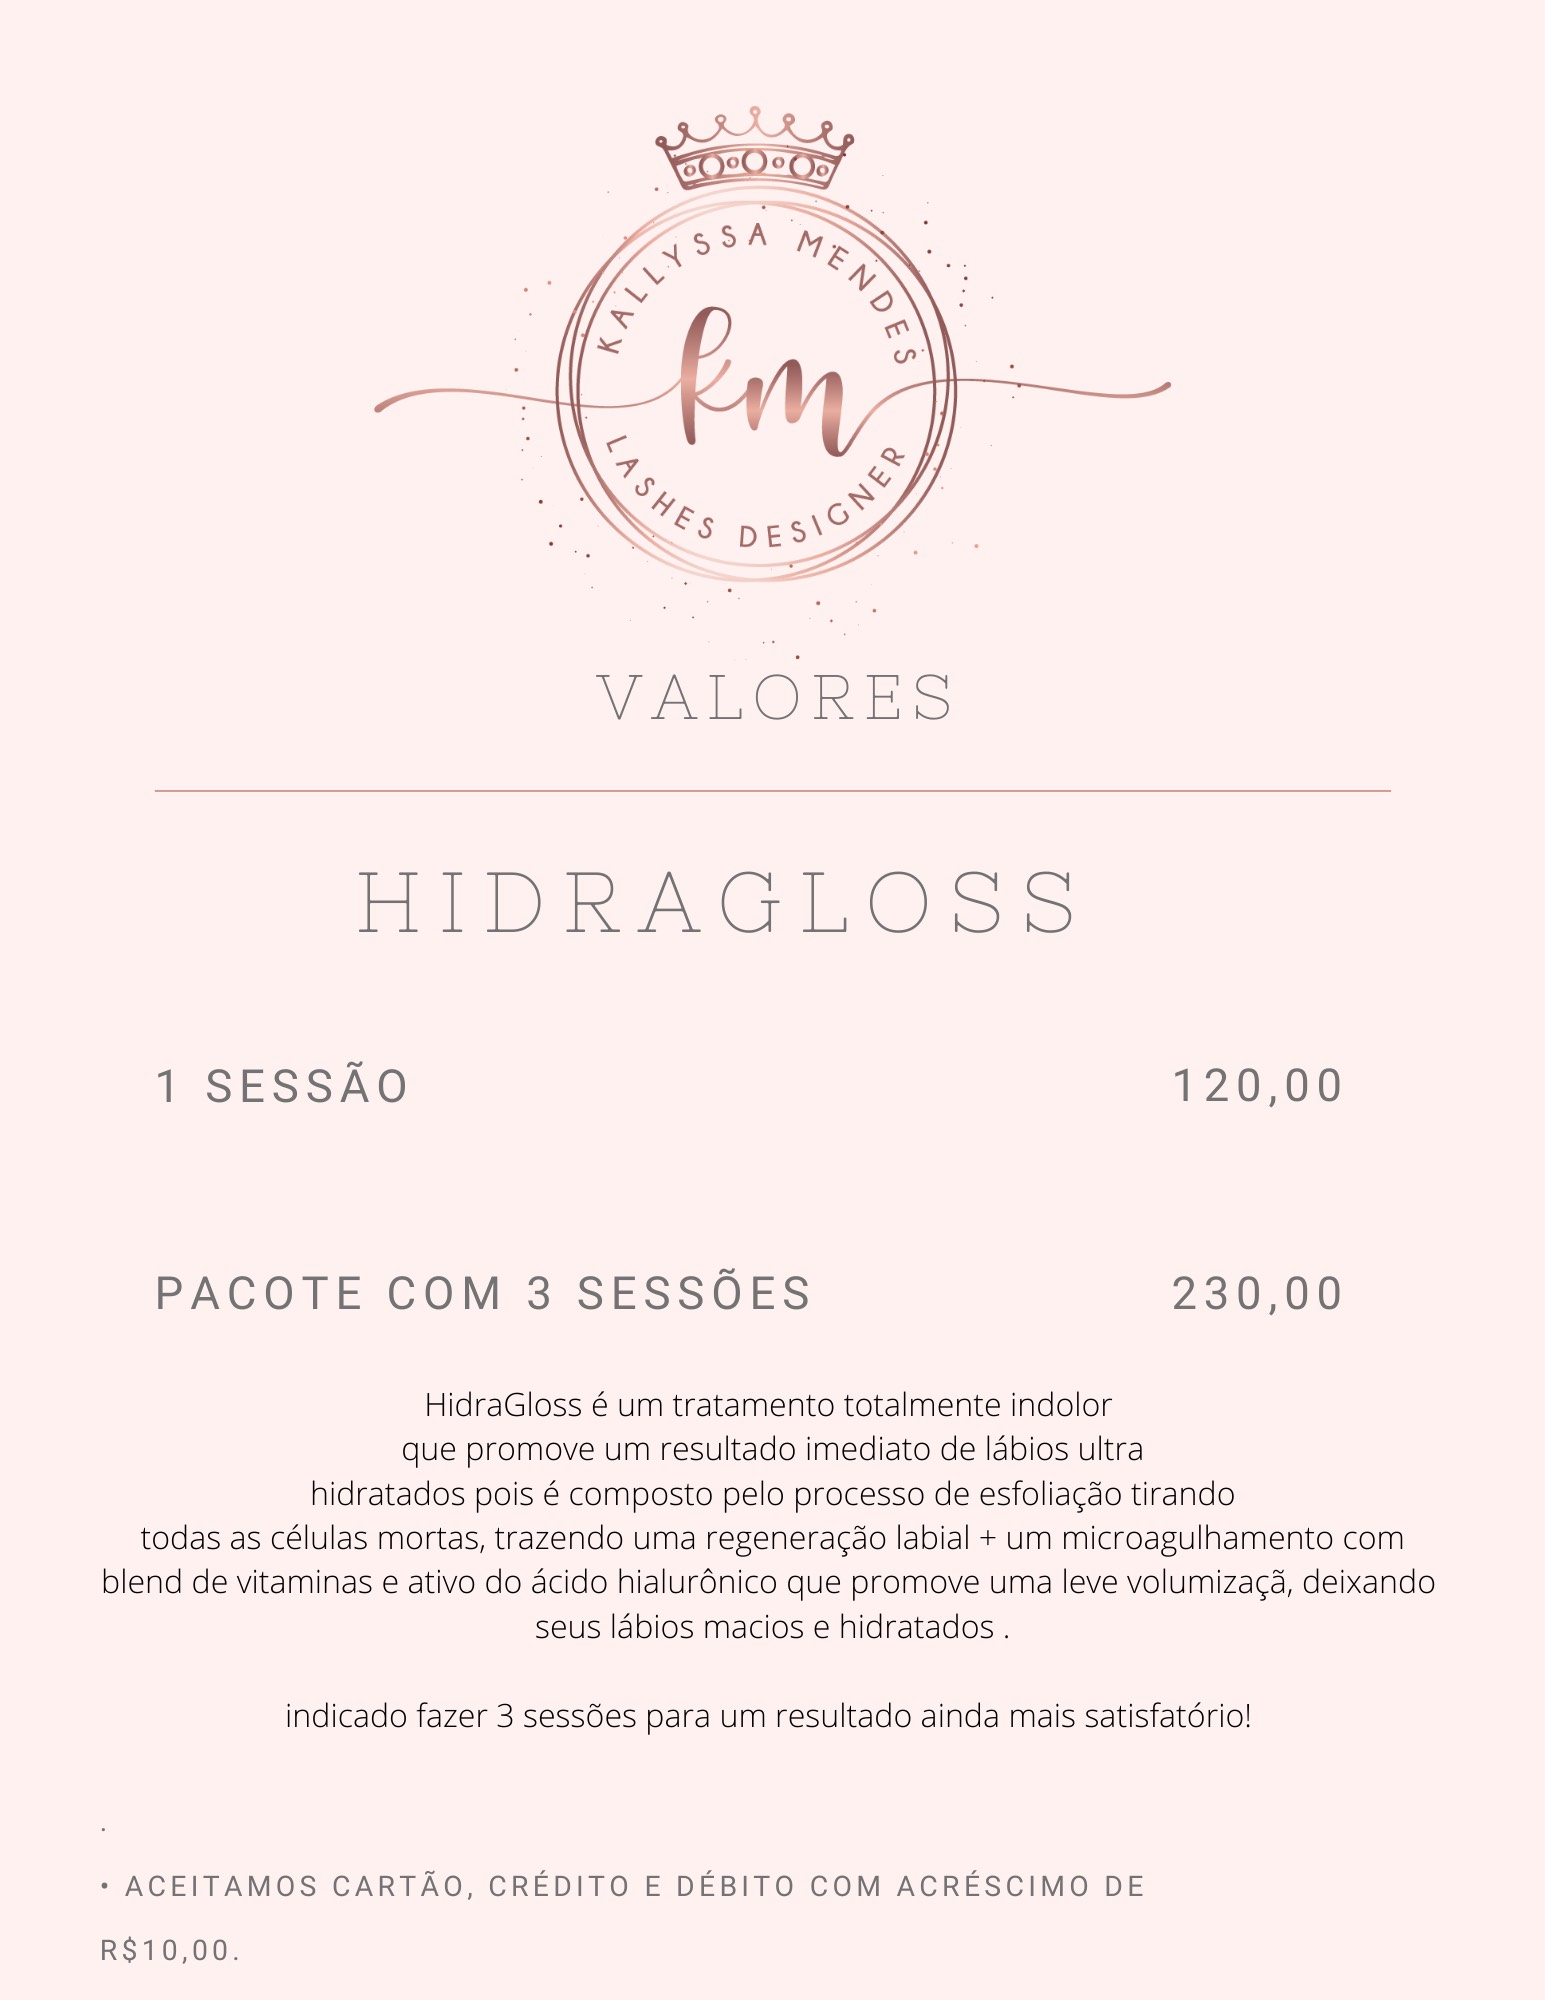 KALLYSSA MENDES
km
LASHES DESIGNER
VALORES
HIDRAGLOSS
1 SESSÃO 120,00
PACOTE COM 3 SESSÕES 230,00
HidraGloss é um tratamento totalmente indolor
que promove um resultado imediato de lábios ultra
hidratados pois é composto pelo processo de esfoliação tirando
todas as células mortas, trazendo uma regeneração labial + um microagulhamento com
blend de vitaminas e ativo do ácido hialurônico que promove uma leve volumizaçã, deixando
seus lábios macios e hidratados .
indicado fazer 3 sessões para um resultado ainda mais satisfatório!
.
• ACEITAMOS CARTÃO, CRÉDITO E DÉBITO COM ACRÉSCIMO DE
R$10,00.